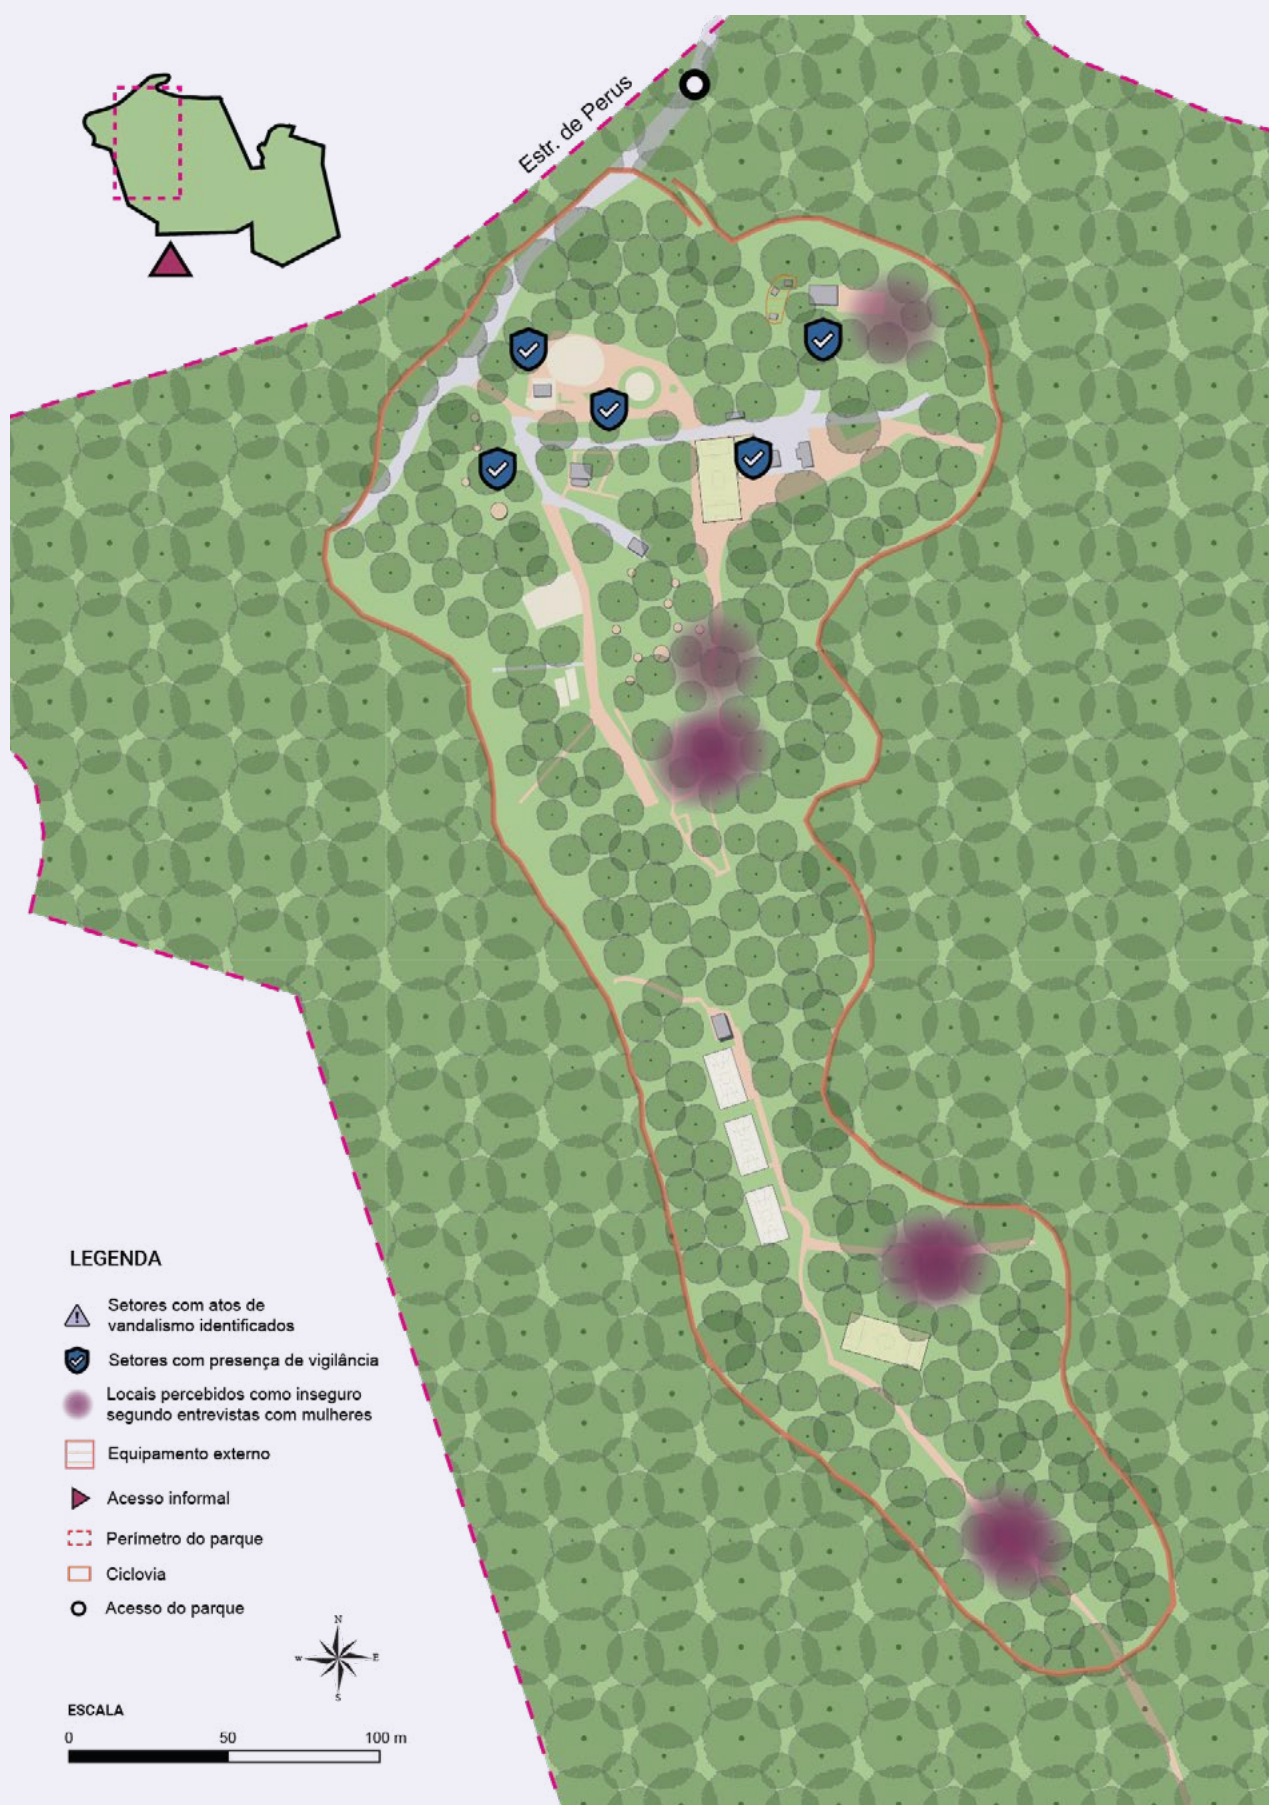 Estr. de Perus
LEGENDA
Setores com atos de
vandalismo identificados
Setores com presença de vigilância
Locais percebidos como inseguro
segundo entrevistas com mulheres
Equipamento externo
Acesso informal
Perímetro do parque
Ciclovia
Acesso do parque
N
W E
S
ESCALA
0 50 100 m